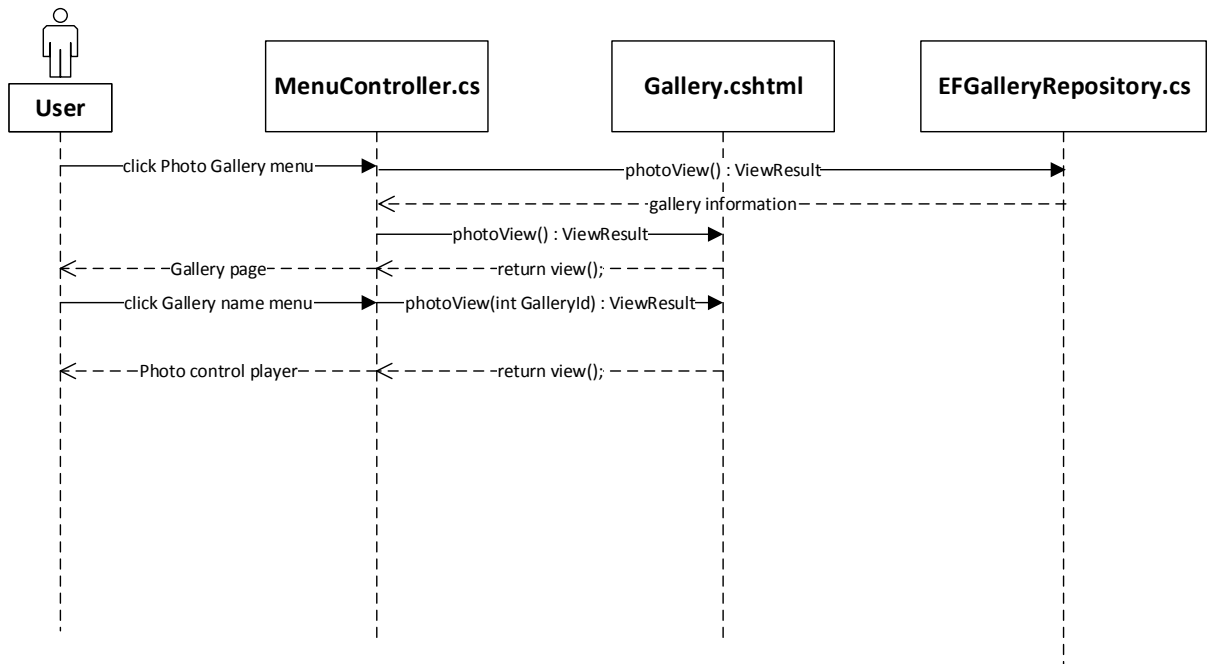 User
MenuController.cs
Gallery.cshtml
EFGalleryRepository.cs
click Photo Gallery menu
photoView() : ViewResult
gallery information
photoView() : ViewResult
Gallery page
return view();
click Gallery name menu
photoView(int GalleryId) : ViewResult
Photo control player
return view();